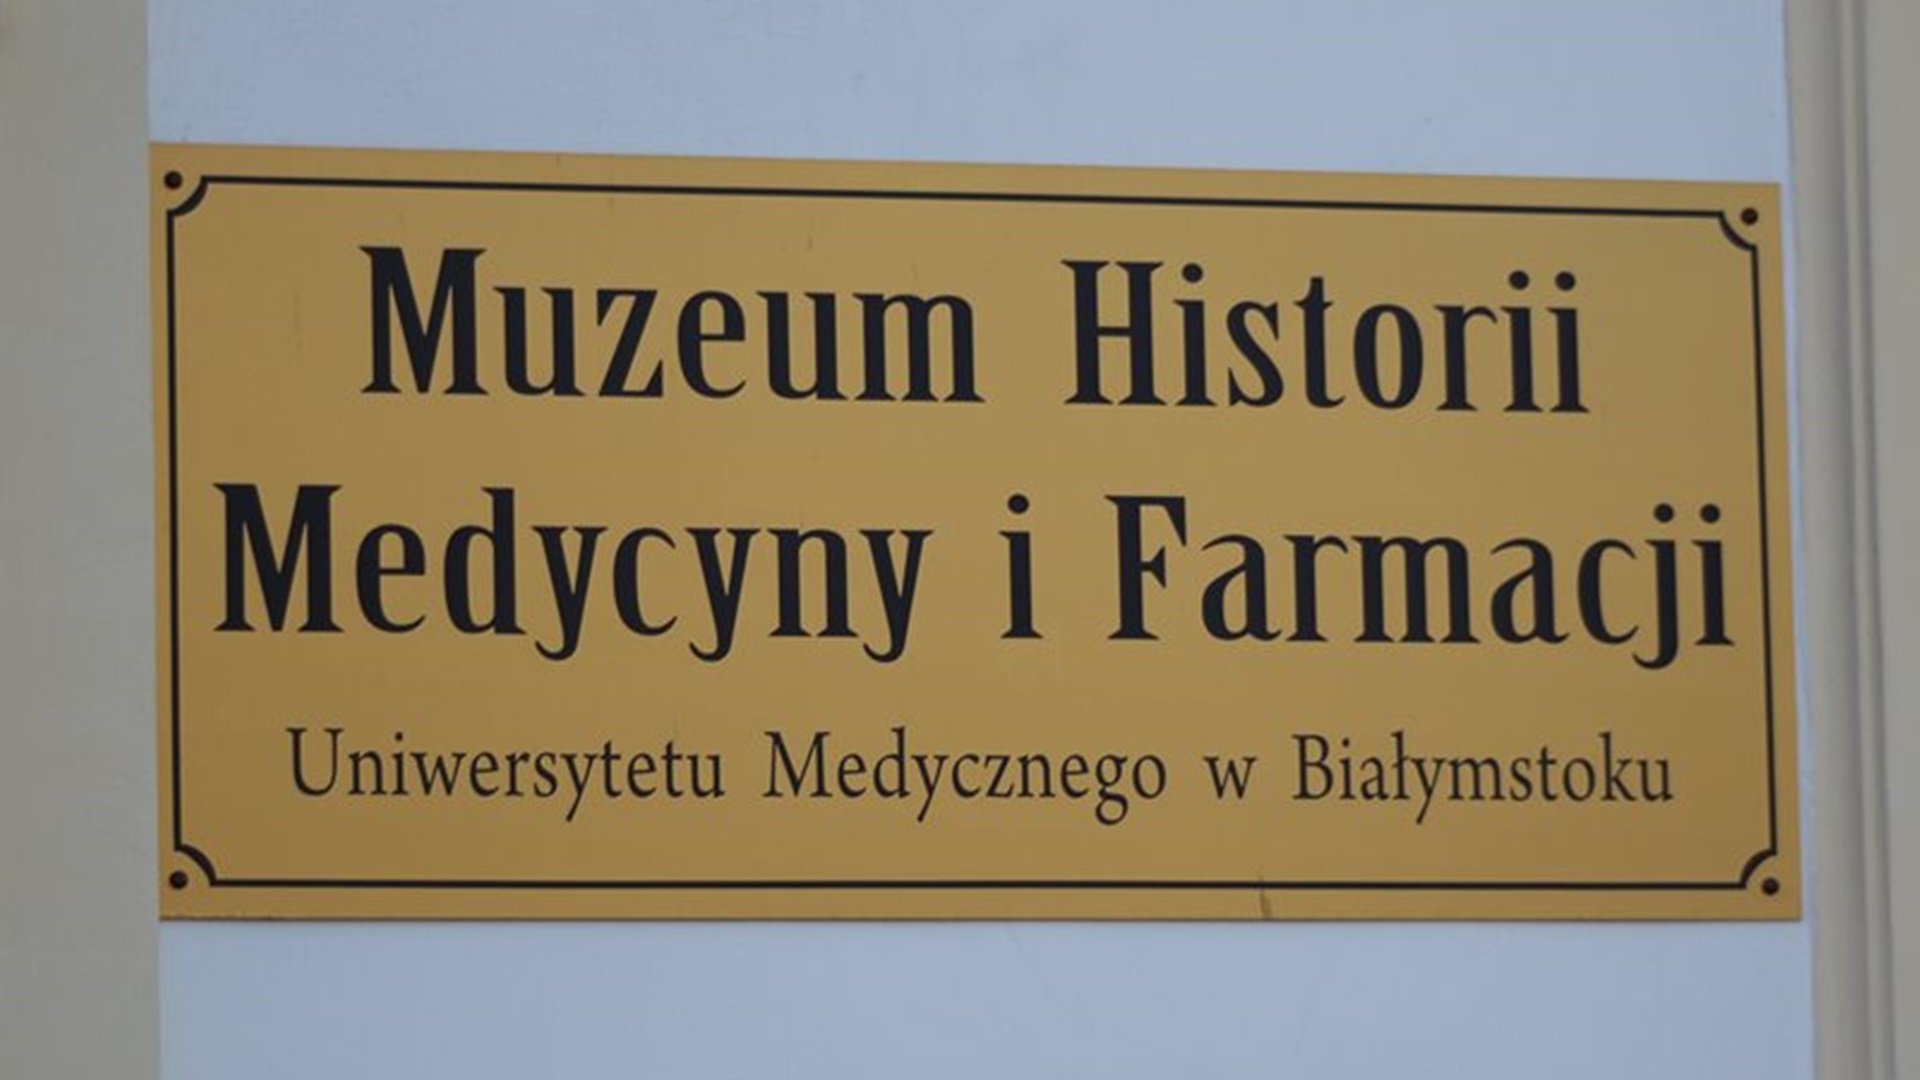 Muzeum Historii
Medycyny i Farmacji
Uniwersytetu Medycznego w Białymstoku